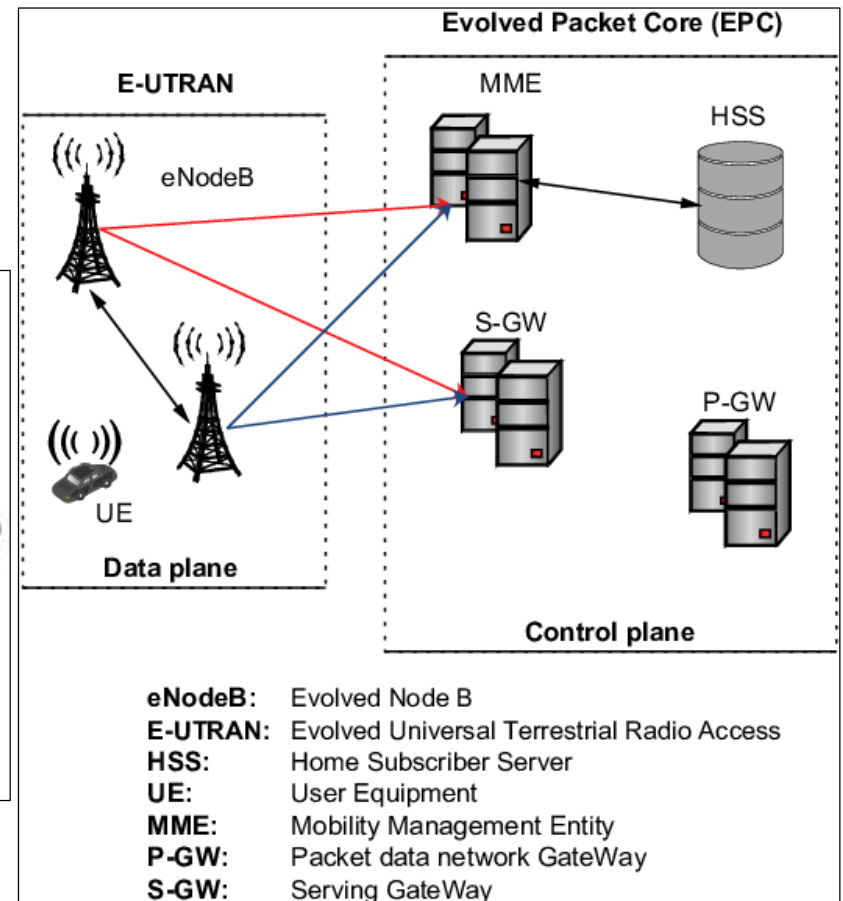 Evolved Packet Core (EPC)
E-UTRAN
MME
HSS
eNodeB
S-GW
P-GW
UE
Data plane
Control plane
eNodeB: Evolved Node B
E-UTRAN: Evolved Universal Terrestrial Radio Access
HSS: Home Subscriber Server
UE: User Equipment
MME: Mobility Management Entity
P-GW: Packet data network GateWay
S-GW: Serving GateWay